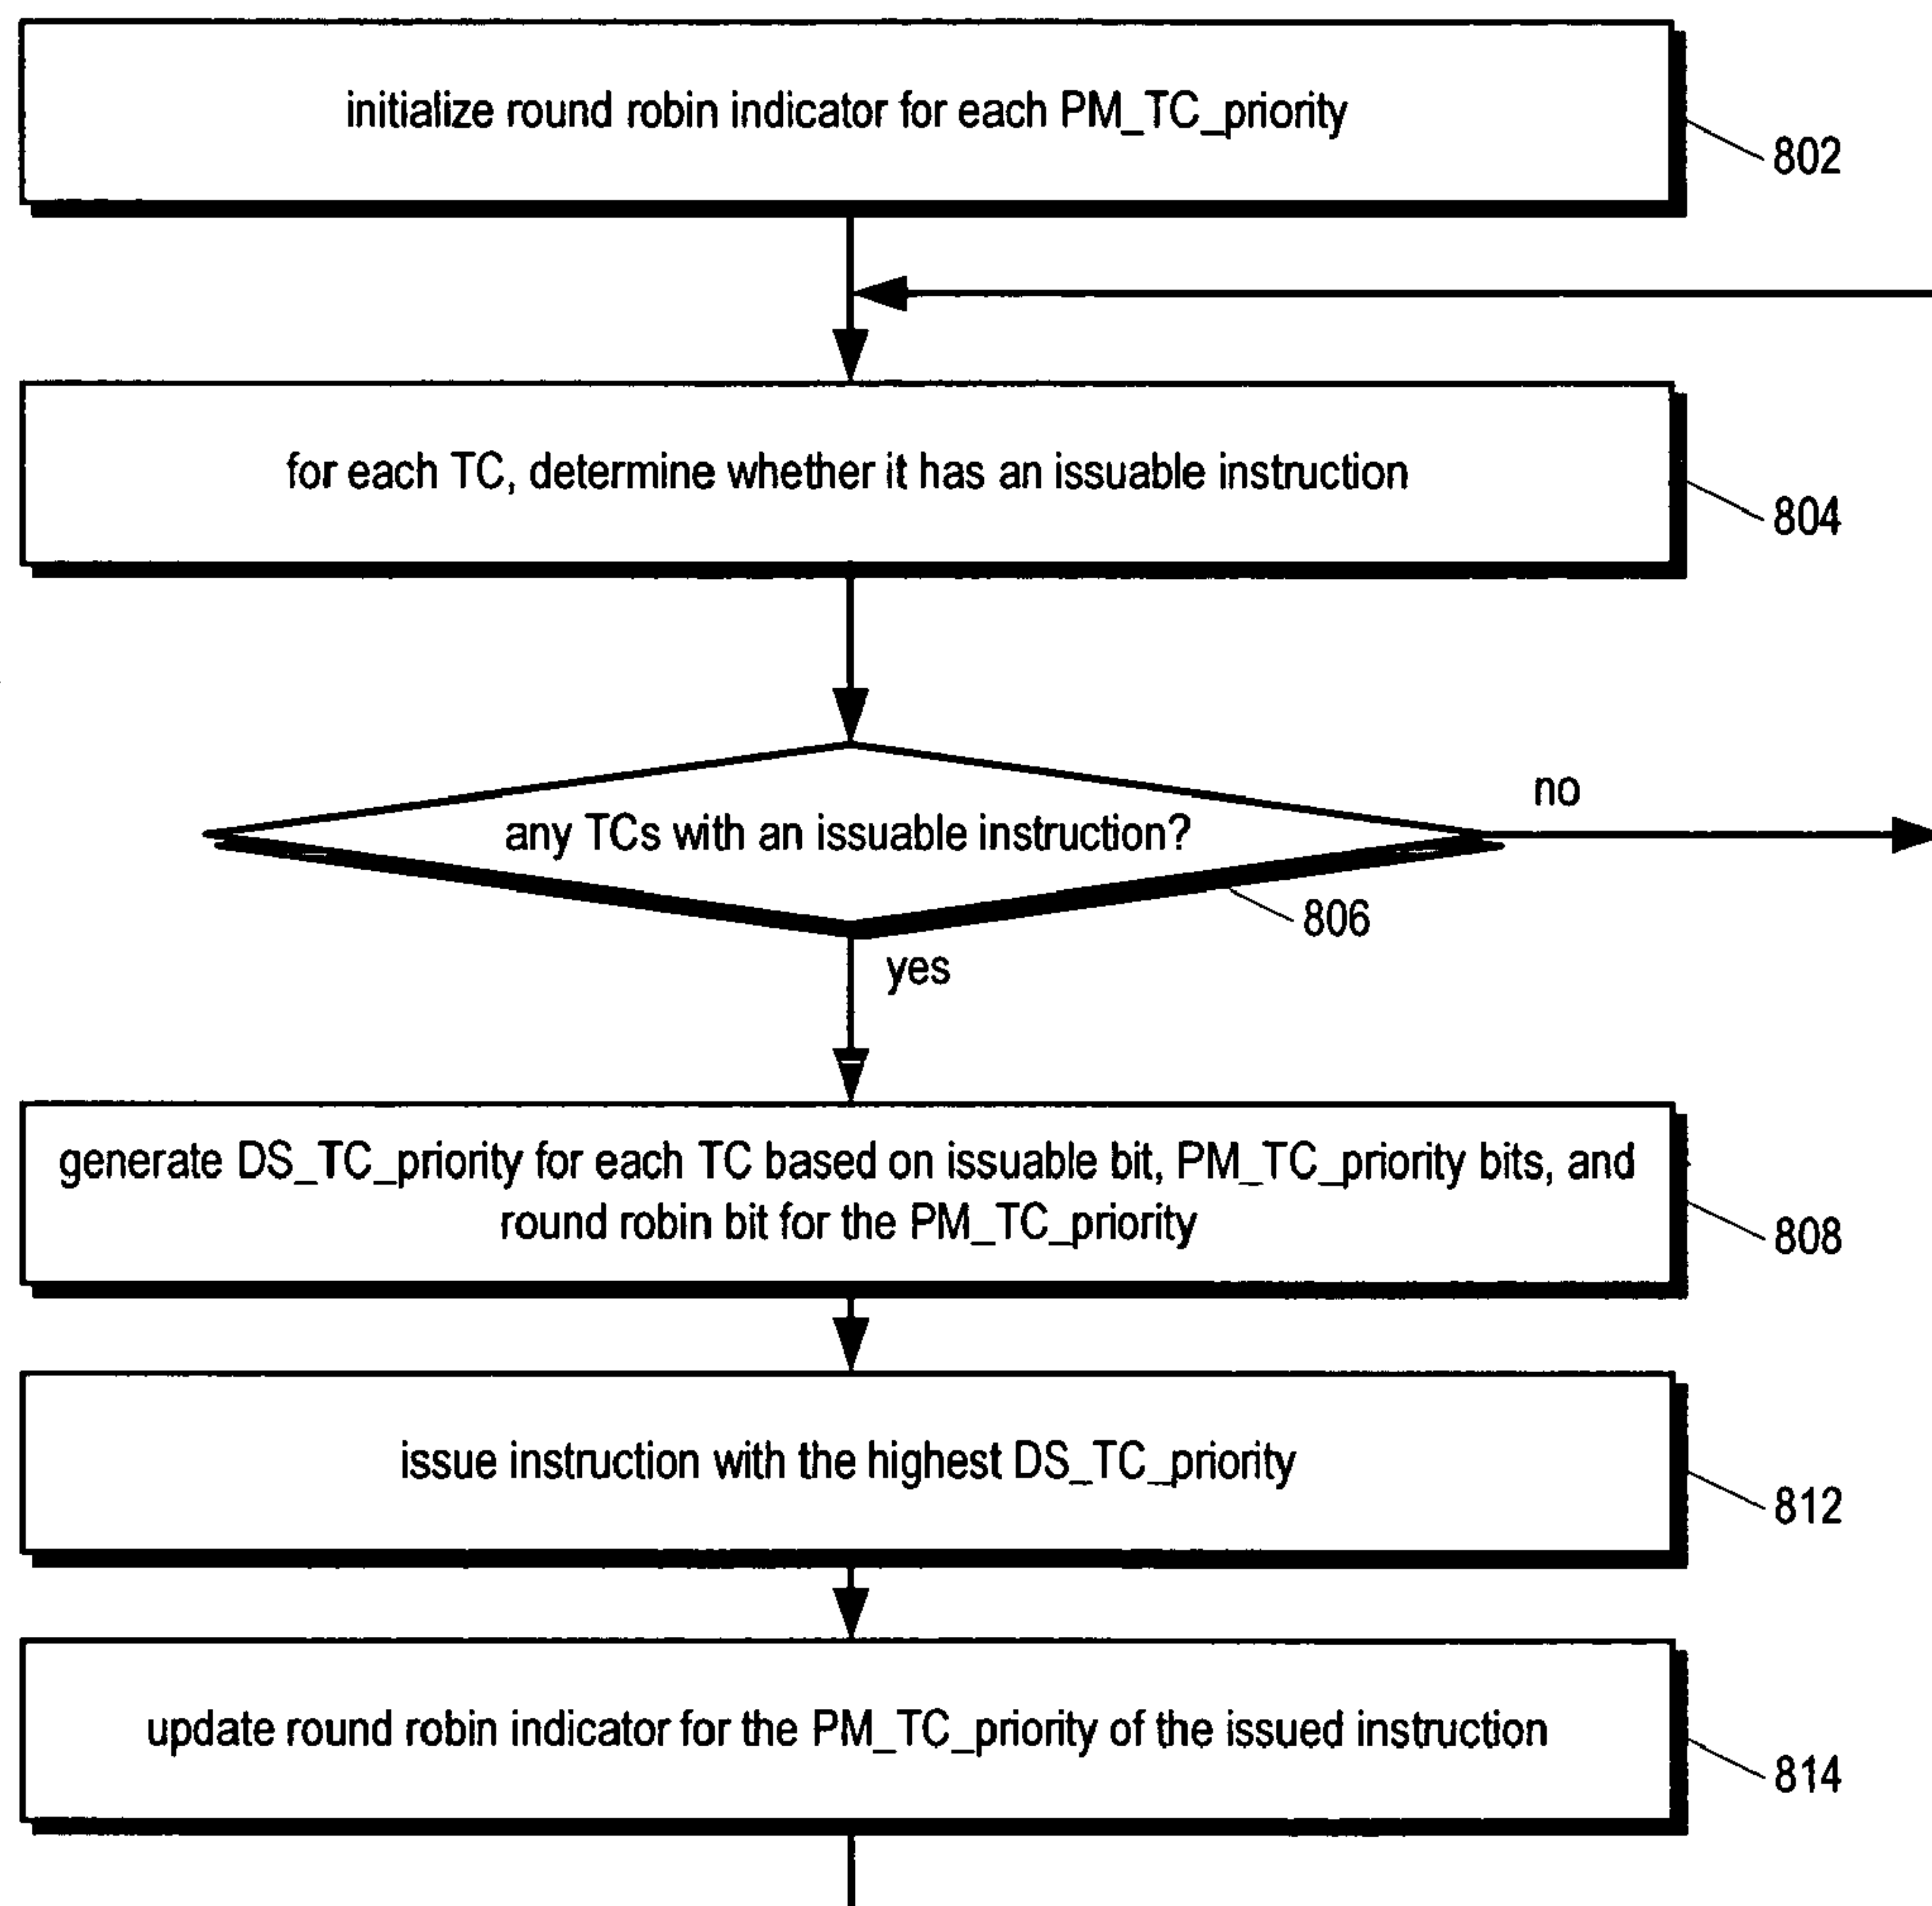 initialize round robin indicator for each PM_TC_priority
802
for each TC, determine whether it has an issuable instruction
804
no
any TCs with an issuable instruction?
806
yes
generate DS_TC_priority for each TC based on issuable bit, PM_TC_priority bits, and
round robin bit for the PM_TC_priority
808
issue instruction with the highest DS_TC_priority
812
update round robin indicator for the PM_TC_priority of the issued instruction
814